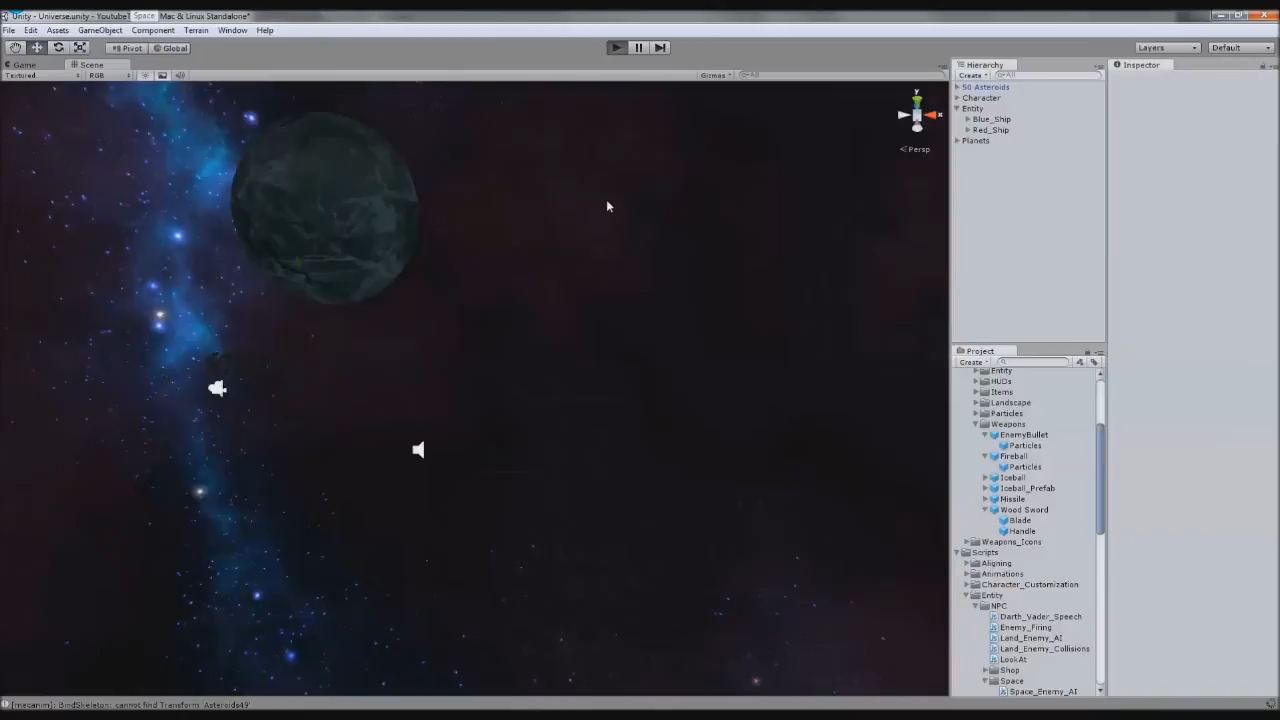 Unity - Universe.unity - Youtube1 Space Mac & Linux Standalone*
File Edit Assets GameObject Component Terrain Window Help
Pivot Global Layers Default
Game Scene
Textured RGB Gizmos All
y
x
Persp
Hierarchy
Create All
50 Asteroids
Character
Entity
Blue_Ship
Red_Ship
Planets
Inspector
Project
Create
Entity
HUDs
Items
Landscape
Particles
Weapons
EnemyBullet
Particles
Fireball
Particles
Iceball
Iceball_Prefab
Missile
Wood Sword
Blade
Handle
Weapons_Icons
Scripts
Aligning
Animations
Character_Customization
Entity
NPC
Darth_Vader_Speech
Enemy_Firing
Land_Enemy_AI
Land_Enemy_Collisions
LookAt
Shop
Space
Space_Enemy_AI
[mecanim]: BindSkeleton: cannot find Transform 'Asteroids49'